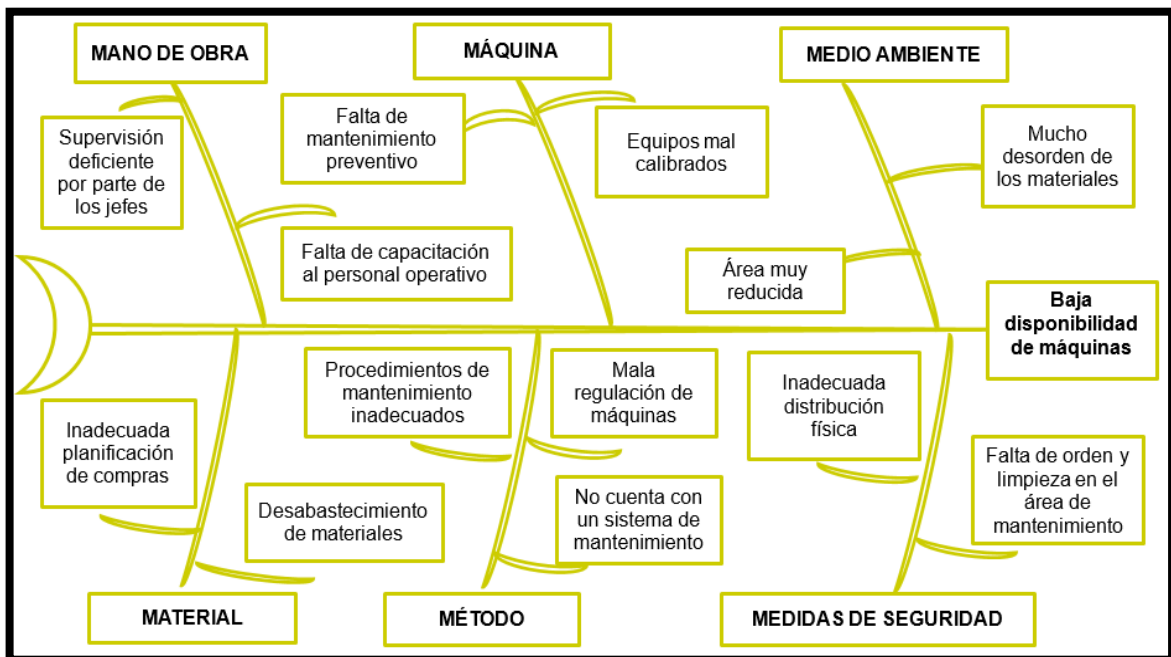 MANO DE OBRA
MÁQUINA
MEDIO AMBIENTE
Supervisión
deficiente
por parte de
los jefes
Falta de
mantenimiento
preventivo
Equipos mal
calibrados
Mucho
desorden de
los materiales
Falta de capacitación
al personal operativo
Área muy
reducida
Baja
disponibilidad
de máquinas
Inadecuada
planificación
de compras
Desabastecimiento
de materiales
Procedimientos de
mantenimiento
inadecuados
Mala
regulación de
máquinas
No cuenta con
un sistema de
mantenimiento
Inadecuada
distribución
física
Falta de orden y
limpieza en el
área de
mantenimiento
MATERIAL
MÉTODO
MEDIDAS DE SEGURIDAD